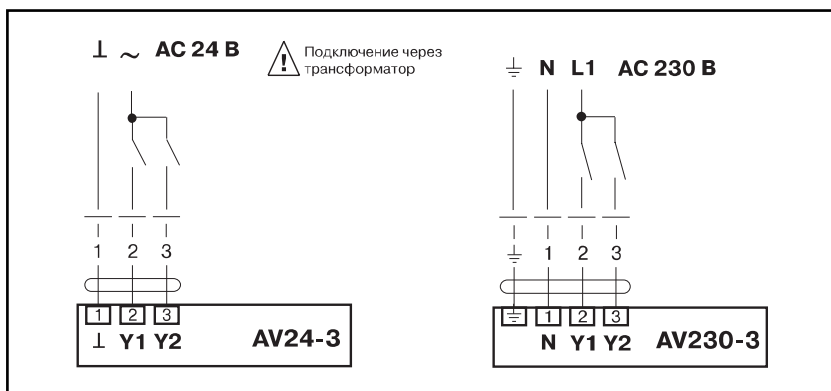 ⊥ ~ AC 24 В
Подключение через
трансформатор
1 2 3
1 2 3
⊥ Y1 Y2
AV24-3
⏚ N L1 AC 230 В
⏚ 1 2 3
⏚ 1 2 3
N Y1 Y2
AV230-3